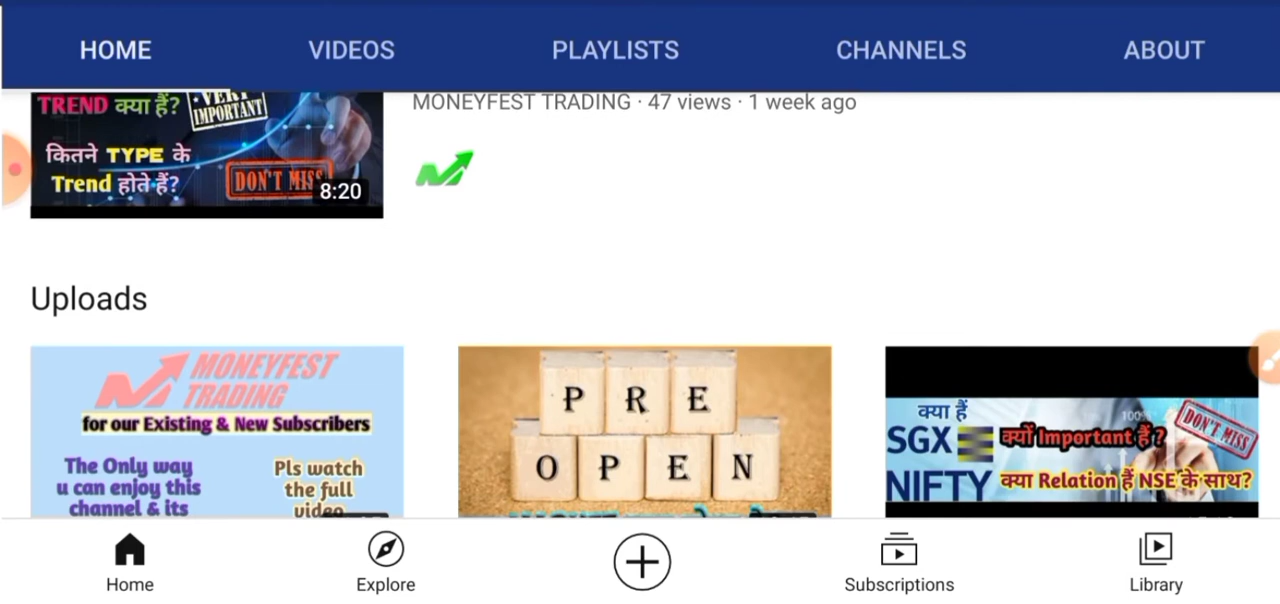 HOME VIDEOS PLAYLISTS CHANNELS ABOUT
TREND क्या हैं?
VERY
IMPORTANT
कितने TYPE के
Trend होते हैं?
DON'T MISS
8:20
MONEYFEST TRADING · 47 views · 1 week ago
Uploads
MONEYFEST
TRADING
for our Existing & New Subscribers
The Only way
u can enjoy this
channel & its
Pls watch
the full
video
P R E
O P E N
क्या हैं
SGX
NIFTY
100%
DON'T MISS
क्यों Important हैं?
क्या Relation हैं NSE के साथ?
Home Explore Subscriptions Library